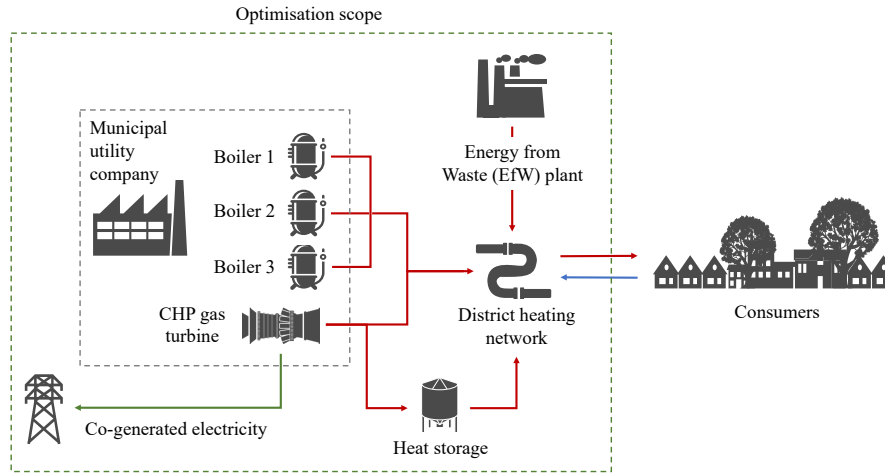 Optimisation scope
Municipal
utility
company
Boiler 1
Boiler 2
Boiler 3
CHP gas
turbine
Energy from
Waste (EfW) plant
District heating
network
Consumers
Co-generated electricity
Heat storage